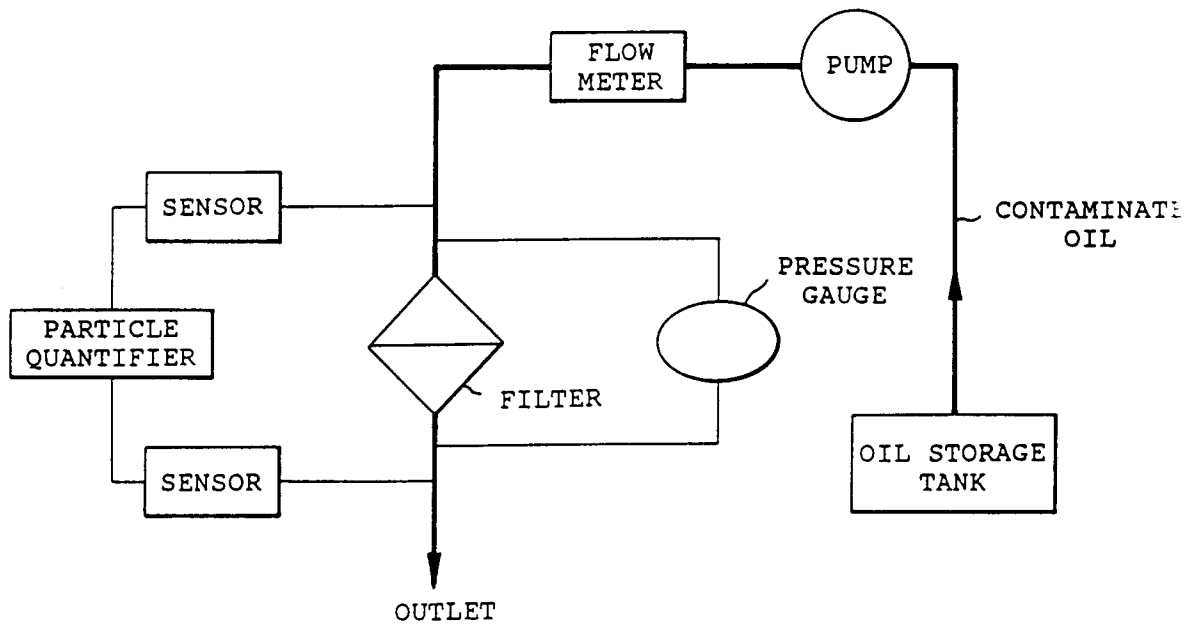 FLOW
METER
PUMP
SENSOR
CONTAMINATE
OIL
PRESSURE
GAUGE
PARTICLE
QUANTIFIER
FILTER
OIL STORAGE
TANK
SENSOR
OUTLET